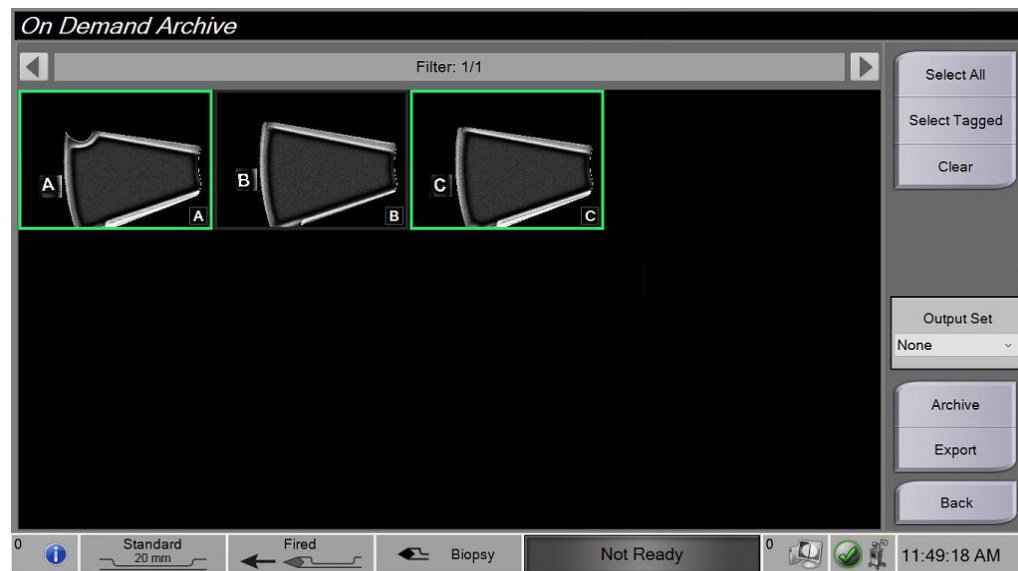 On Demand Archive
Filter: 1/1
Select All
Select Tagged
Clear
A
A
B
B
C
C
Output Set
None
Archive
Export
Back
0
Standard
20 mm
Fired
Biopsy
Not Ready
0
11:49:18 AM